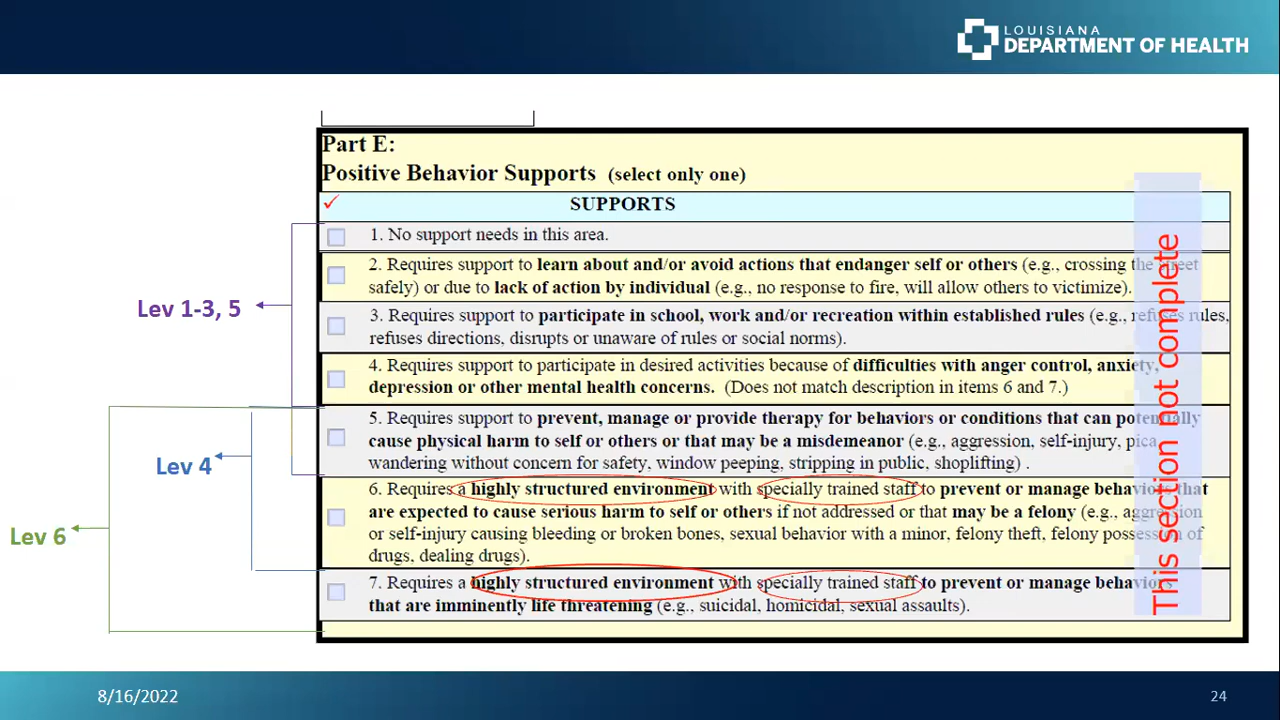 LOUISIANA
DEPARTMENT OF HEALTH
Part E:
Positive Behavior Supports (select only one)
✓ SUPPORTS
1. No support needs in this area.
2. Requires support to learn about and/or avoid actions that endanger self or others (e.g., crossing the street
safely) or due to lack of action by individual (e.g., no response to fire, will allow others to victimize).
3. Requires support to participate in school, work and/or recreation within established rules (e.g., refuses rules,
refuses directions, disrupts or unaware of rules or social norms).
4. Requires support to participate in desired activities because of difficulties with anger control, anxiety,
depression or other mental health concerns. (Does not match description in items 6 and 7.)
5. Requires support to prevent, manage or provide therapy for behaviors or conditions that can potentially
cause physical harm to self or others or that may be a misdemeanor (e.g., aggression, self-injury, pica,
wandering without concern for safety, window peeping, stripping in public, shoplifting) .
6. Requires a highly structured environment with specially trained staff to prevent or manage behaviors that
are expected to cause serious harm to self or others if not addressed or that may be a felony (e.g., aggression
or self-injury causing bleeding or broken bones, sexual behavior with a minor, felony theft, felony possession of
drugs, dealing drugs).
7. Requires a highly structured environment with specially trained staff to prevent or manage behaviors
that are imminently life threatening (e.g., suicidal, homicidal, sexual assaults).
Lev 1-3, 5
Lev 4
Lev 6
This section not complete
8/16/2022
24